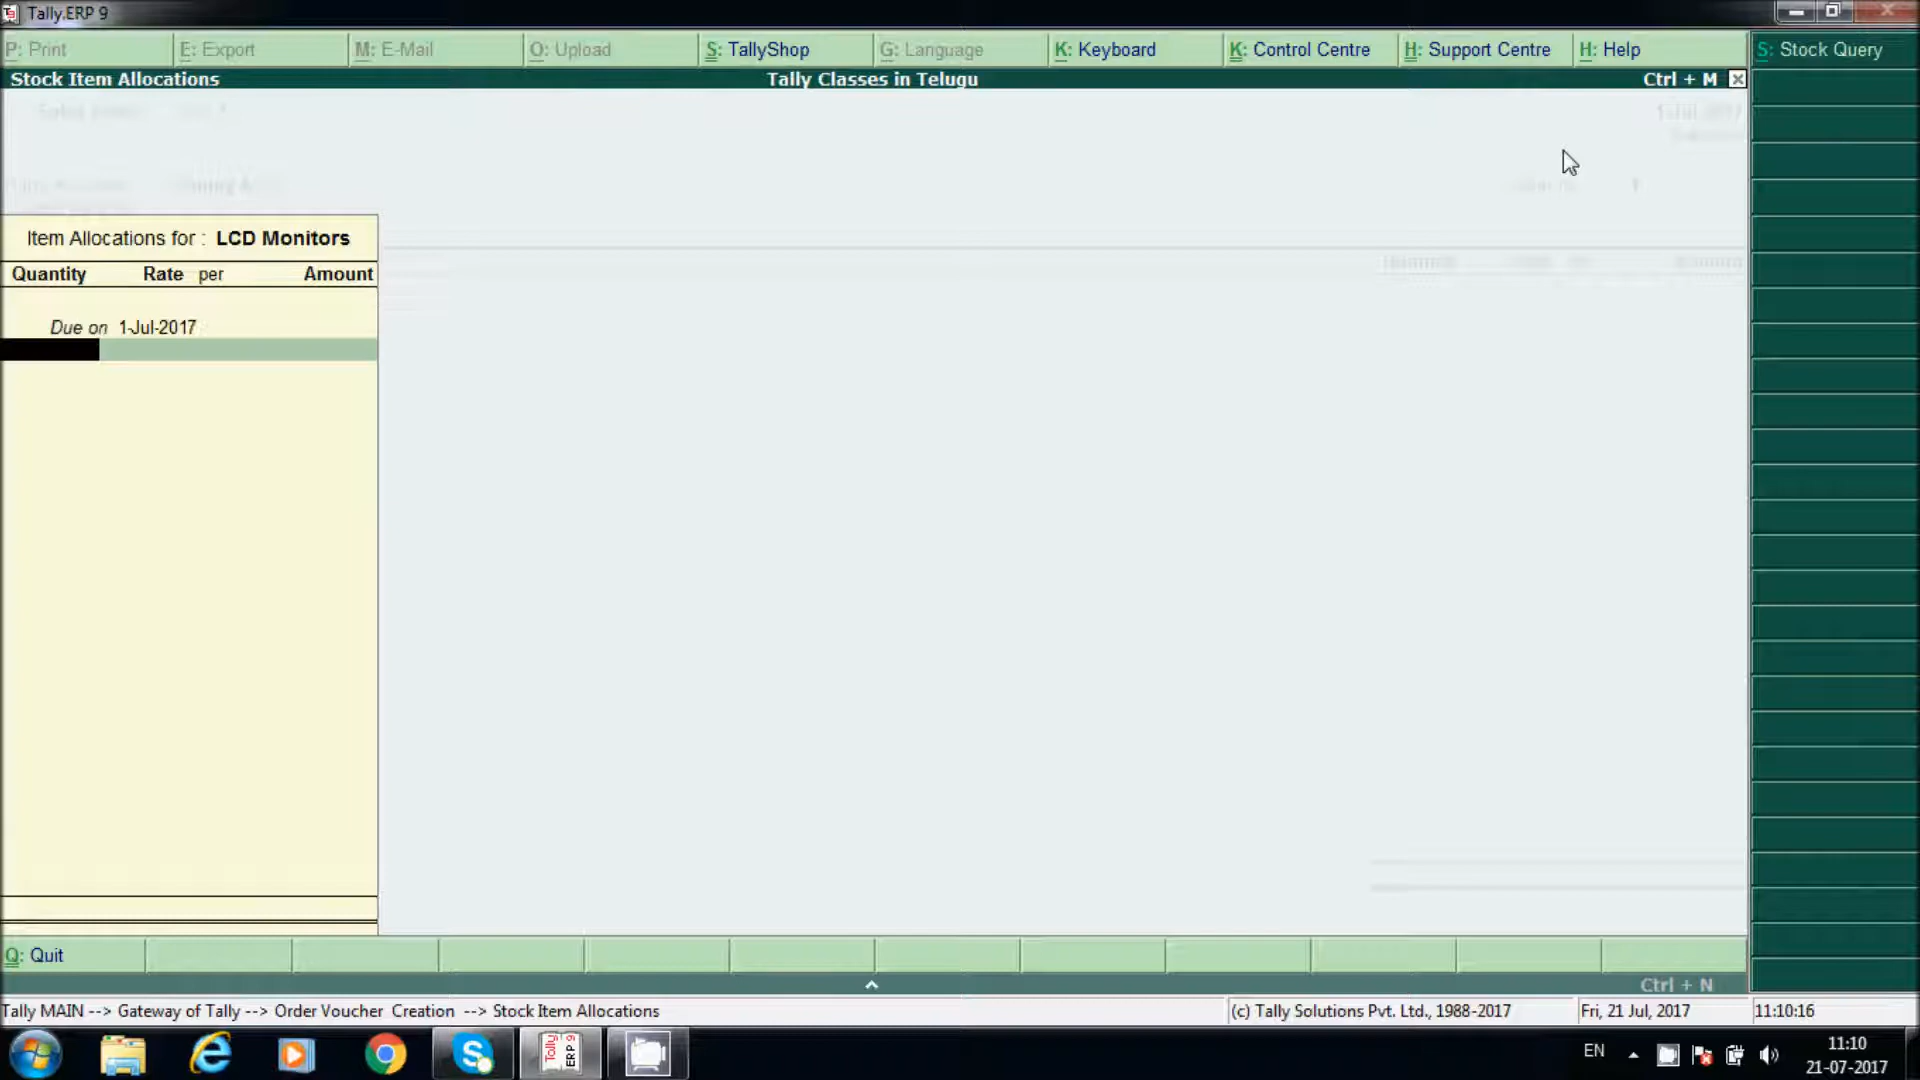 Tally.ERP 9
P: Print E: Export M: E-Mail O: Upload S: TallyShop G: Language K: Keyboard K: Control Centre H: Support Centre H: Help S: Stock Query
Stock Item Allocations Tally Classes in Telugu Ctrl + M
Item Allocations for : LCD Monitors
Quantity Rate per Amount
Due on 1-Jul-2017
Q: Quit
Ctrl + N
Tally MAIN --> Gateway of Tally --> Order Voucher Creation --> Stock Item Allocations (c) Tally Solutions Pvt. Ltd., 1988-2017 Fri, 21 Jul, 2017 11:10:16
Tally ERP 9
EN
11:10
21-07-2017